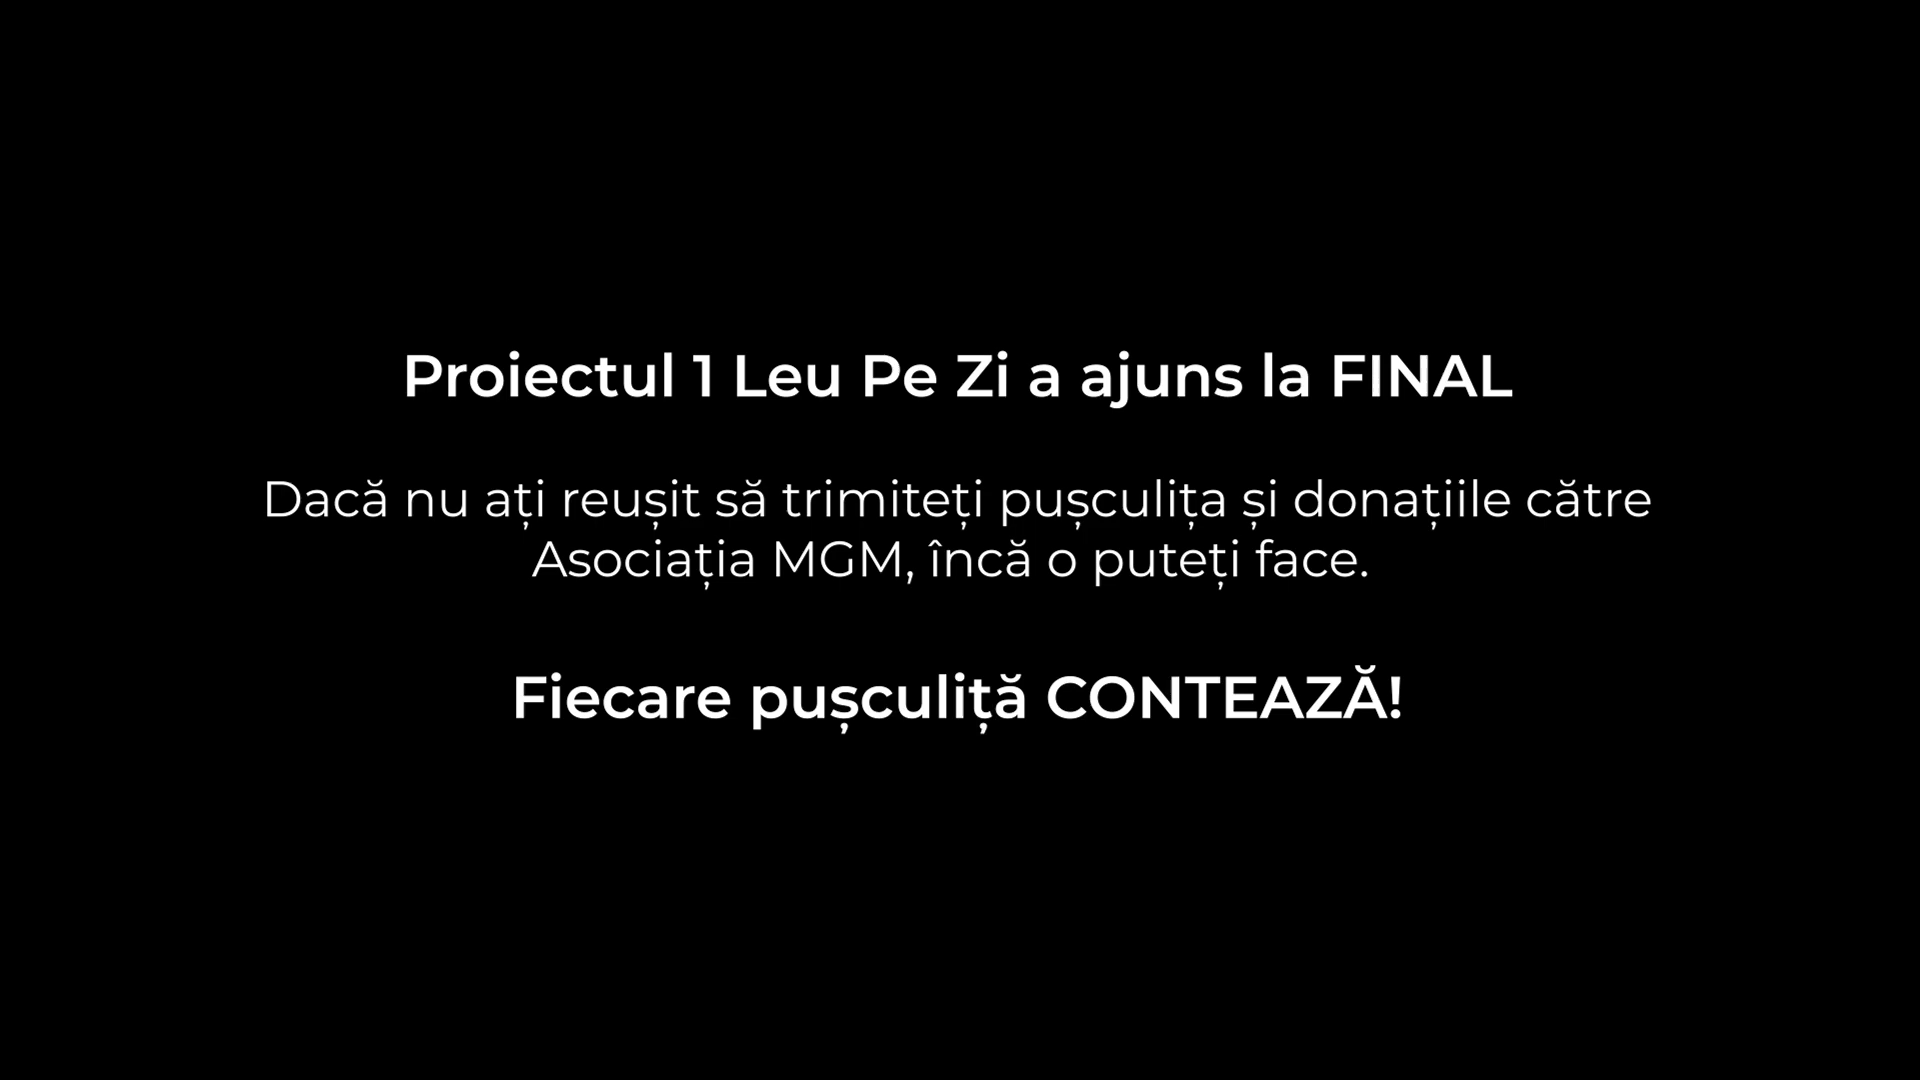 Proiectul 1 Leu Pe Zi a ajuns la FINAL
Dacă nu ați reușit să trimiteți pușculița și donațiile către
Asociația MGM, încă o puteți face.
Fiecare pușculiță CONTEAZĂ!